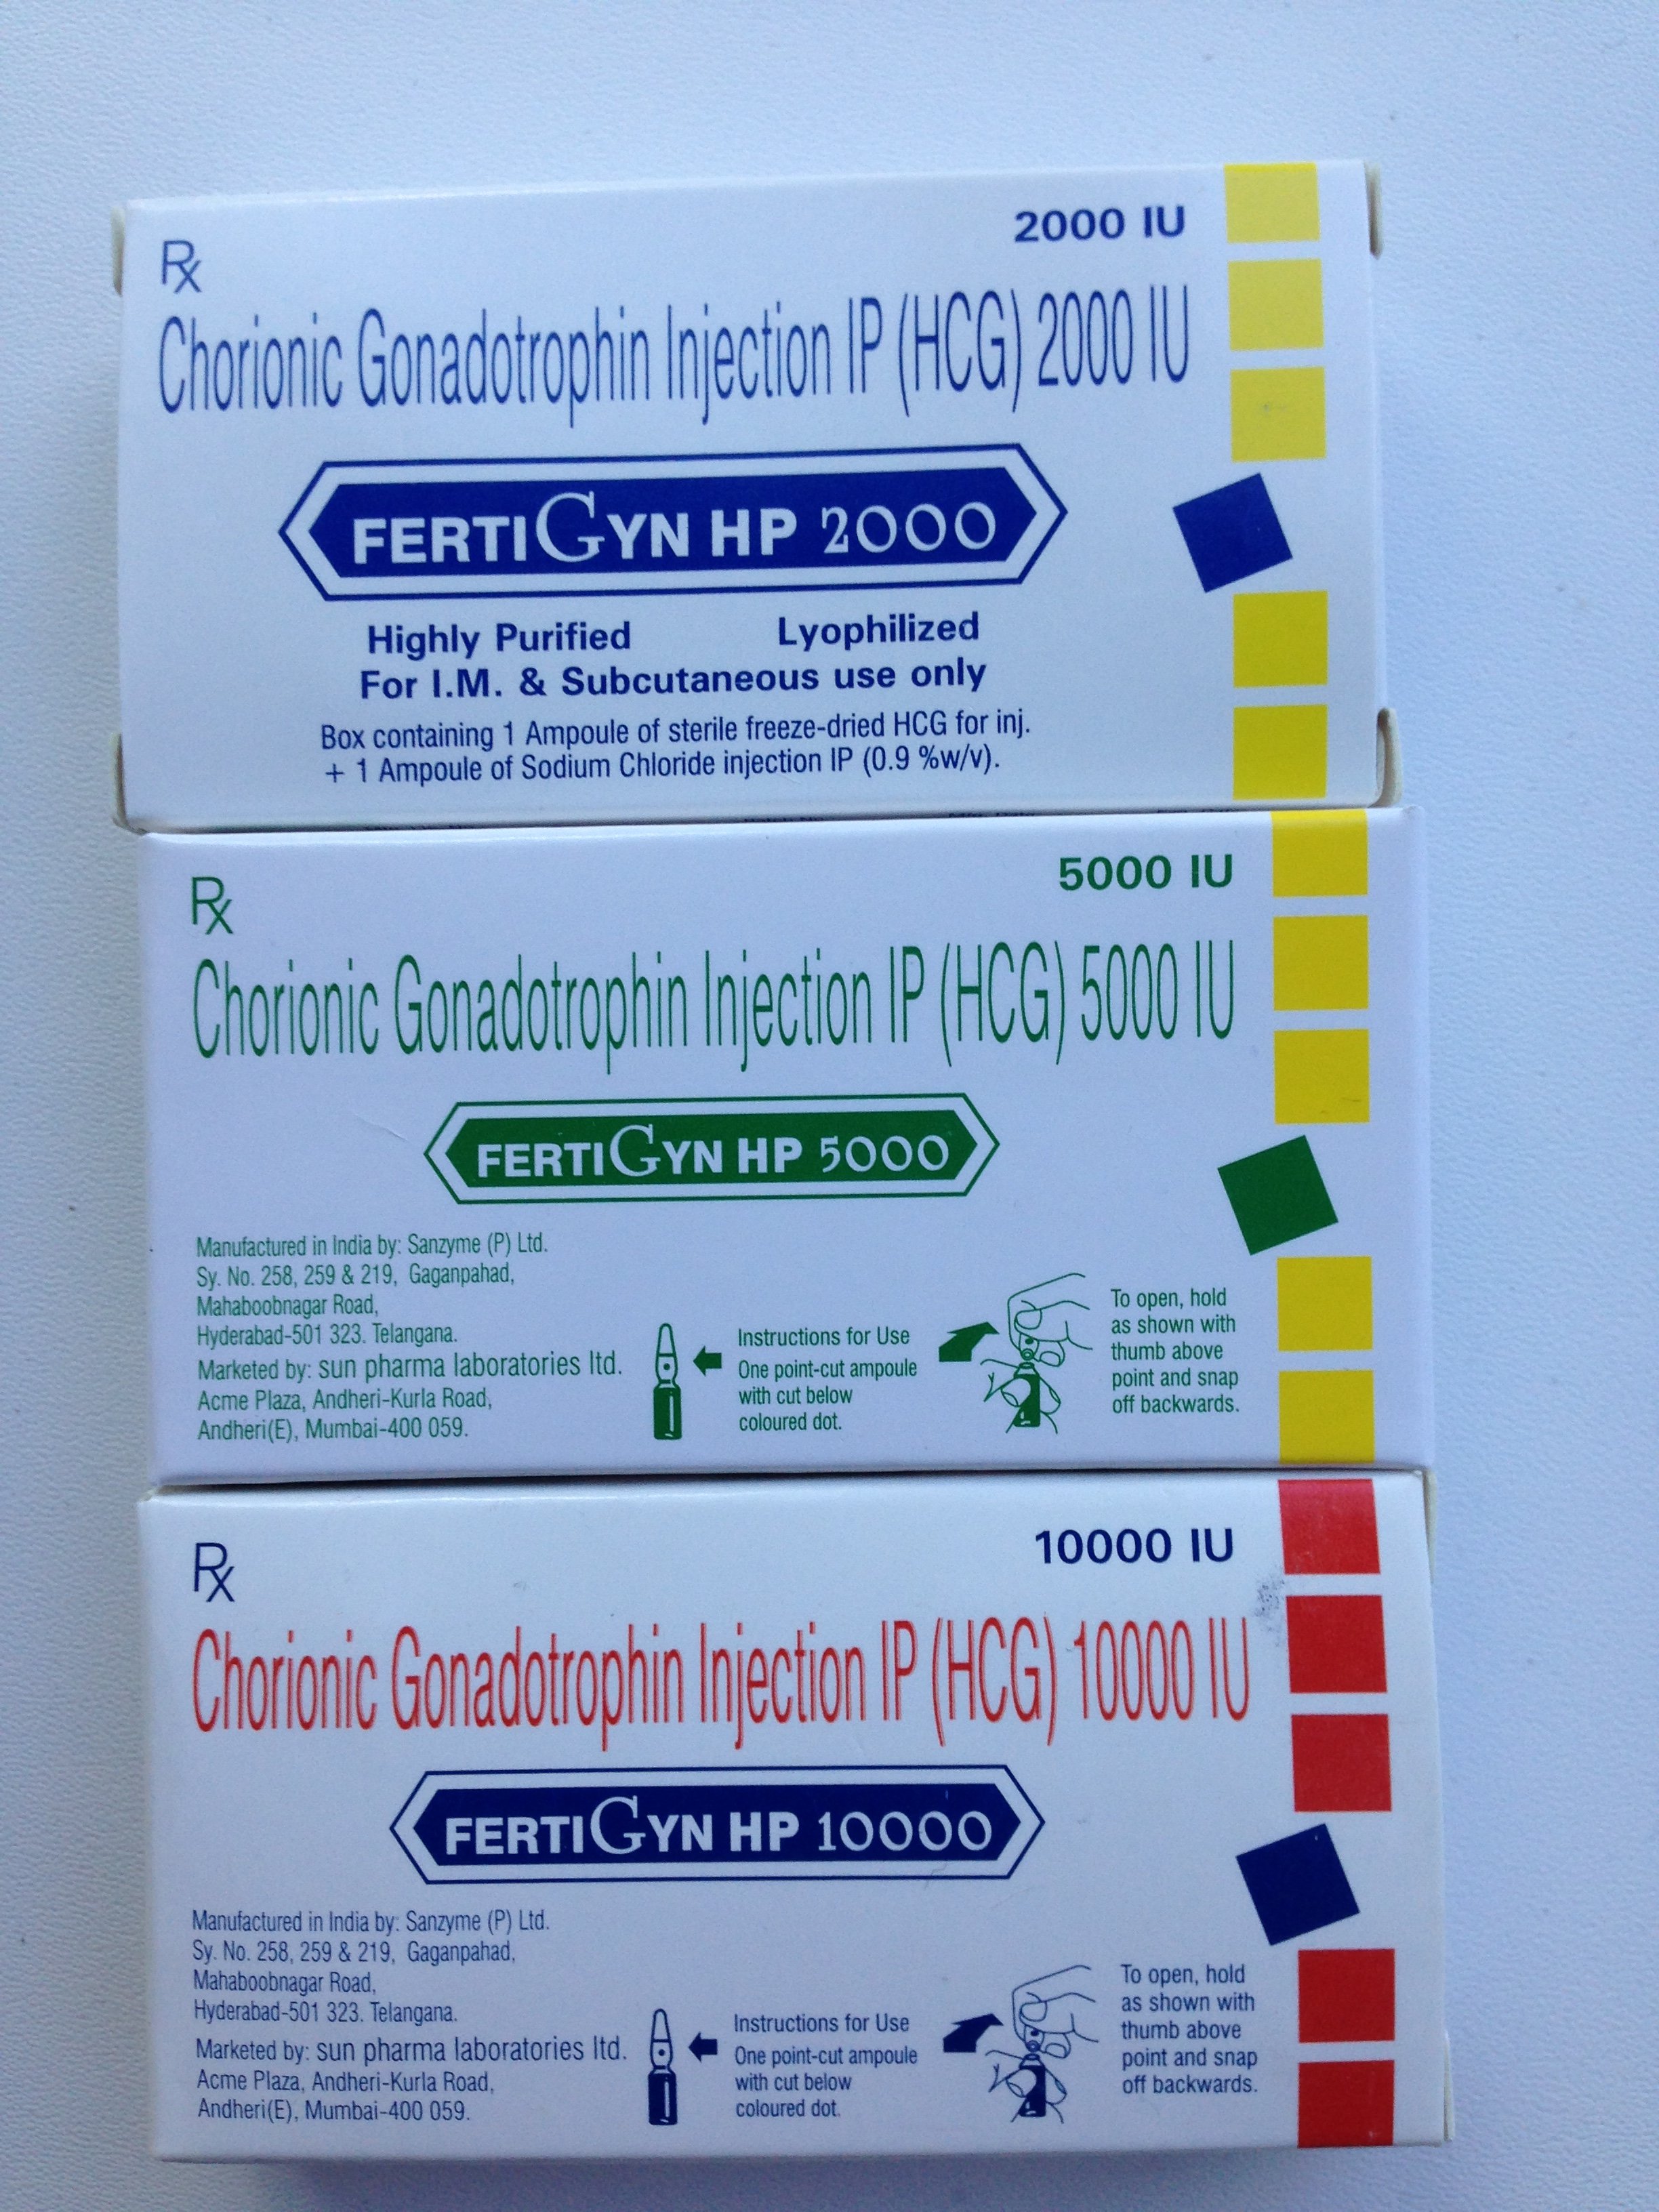 2000 IU
Rx
Chorionic Gonadotrophin Injection IP (HCG) 2000 IU
FERTIGYN HP 2000
Highly Purified Lyophilized
For I.M. & Subcutaneous use only
Box containing 1 Ampoule of sterile freeze-dried HCG for inj.
+ 1 Ampoule of Sodium Chloride injection IP (0.9 %w/v).
5000 IU
Rx
Chorionic Gonadotrophin Injection IP (HCG) 5000 IU
FERTIGYN HP 5000
Manufactured in India by: Sanzyme (P) Ltd.
Sy. No. 258, 259 & 219, Gaganpahad,
Mahaboobnagar Road,
Hyderabad-501 323. Telangana.
Marketed by: sun pharma laboratories ltd.
Acme Plaza, Andheri-Kurla Road,
Andheri(E), Mumbai-400 059.
Instructions for Use
One point-cut ampoule
with cut below
coloured dot.
To open, hold
as shown with
thumb above
point and snap
off backwards.
10000 IU
Rx
Chorionic Gonadotrophin Injection IP (HCG) 10000 IU
FERTIGYN HP 10000
Manufactured in India by: Sanzyme (P) Ltd.
Sy. No. 258, 259 & 219, Gaganpahad,
Mahaboobnagar Road,
Hyderabad-501 323. Telangana.
Marketed by: sun pharma laboratories ltd.
Acme Plaza, Andheri-Kurla Road,
Andheri(E), Mumbai-400 059.
Instructions for Use
One point-cut ampoule
with cut below
coloured dot.
To open, hold
as shown with
thumb above
point and snap
off backwards.